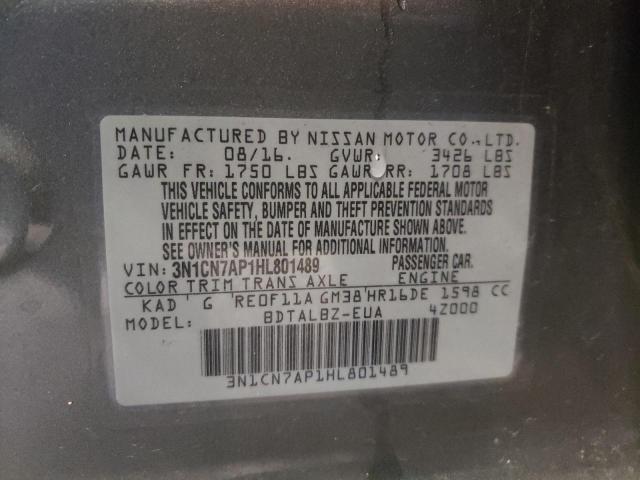 MANUFACTURED BY NISSAN MOTOR CO., LTD.
DATE: 08/16. GVWR: 3426 LBS
GAWR FR: 1750 LBS GAWR RR: 1708 LBS
THIS VEHICLE CONFORMS TO ALL APPLICABLE FEDERAL MOTOR
VEHICLE SAFETY, BUMPER AND THEFT PREVENTION STANDARDS
IN EFFECT ON THE DATE OF MANUFACTURE SHOWN ABOVE.
SEE OWNER'S MANUAL FOR ADDITIONAL INFORMATION.
VIN: 3N1CN7AP1HL801489 PASSENGER CAR.
COLOR TRIM TRANS AXLE ENGINE
KAD G RE0F11A GM38 HR16DE 1598 CC
MODEL: BDTALBZ-EUA 4Z000
3N1CN7AP1HL801489